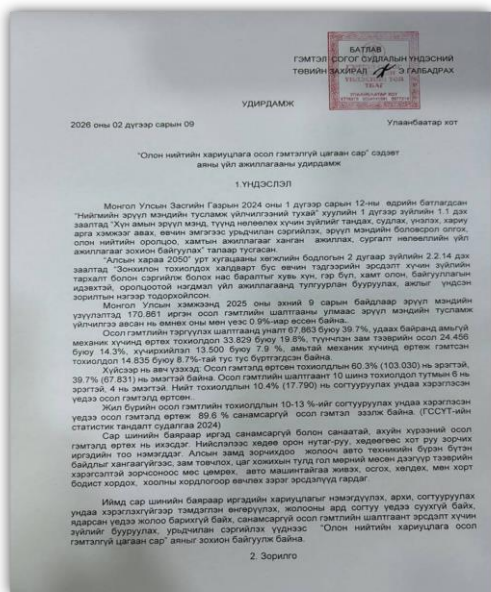 БАТЛАВ
ГЭМТЭЛ СОГОГ СУДЛАЛЫН ҮНДЭСНИЙ
ТӨВИЙН ЗАХИРАЛ Э.ГАЛБАДРАХ
УДИРДАМЖ
2026 оны 02 дугээр сарын 09 Улаанбаатар хот
"Олон нийтийн хариуцлага осол гэмтэлгүй цагаан сар" сэдэвт
аяны үйл ажиллагааны удирдамж
1.ҮНДЭСЛЭЛ
Монгол Улсын Засгийн Газрын 2024 оны 1 дүгээр сарын 12-ны өдрийн батлагдсан
"Нийгмийн эрүүл мэндийн тусламж үйлчилгээний тухай" хуулийн 1 дүгээр зүйлийн 1.1 дэх
заалтад "Хүн амын эрүүл мэнд, түүнд нөлөөлөх хүчин зүйлийг тандах, судлах, үнэлэх, хариу
арга хэмжээг авах, өвчин эмгэгээс урьдчилан сэргийлэх, эрүүл мэндийн боловсрол олгох,
олон нийтийн оролцоо, хамтын ажиллагааг ханган ажиллах, сургалт нөлөөллийн үйл
ажиллагааг зохион байгуулах" талаар тусгасан.
"Алсын хараа 2050" урт хугацааны хөгжлийн бодлогын 2 дугаар зүйлийн 2.2.14 дэх
заалтад "Зонхилон тохиолдох халдварт бус өвчин тэдгээрийн эрсдэлт хүчин зүйлийн
тархалт болон сэргийлж болох нас баралтыг хувь хүн, гэр бүл, хамт олон, байгууллагын
идэвхтэй, оролцоотой нэгдмэл үйл ажиллагаанд тулгуурлан бууруулах, ажлыг үндсэн
зорилтын нэгээр тодорхойлсон.
Монгол Улсын хэмжээнд 2025 оны эхний 9 сарын байдлаар эрүүл мэндийн
үзүүлэлтэд 170.861 иргэн осол гэмтлийн шалтгааны улмаас эрүүл мэндийн тусламж
үйлчилгээ авсан нь өмнөх оны мөн үеэс 0.9%-иар өссөн байна.
Осол гэмтлийн тэргүүлэх шалтгаанд уналт 67.863 буюу 39.7%, удаах байранд амьгүй
механик хүчинд өртөх тохиолдол 33.829 буюу 19.8%, түүнчлэн зам тээврийн осол 24.456
буюу 14.3%, хүчирхийлэл 13.500 буюу 7.9 %, амьтай механик хүчинд өртөж гэмтсэн
тохиолдол 14.835 буюу 8.7%-тай тус тус бүртгэгдсэн байна.
Хүйсээр нь авч үзэхэд: Осол гэмтэлд өртсөн тохиолдлын 60.3% (103.030) нь эрэгтэй,
39.7% (67.831) нь эмэгтэй байна. Осол гэмтлийн шалтгаант 10 шинэ тохиолдол тутмын 6 нь
эрэгтэй, 4 нь эмэгтэй. Нийт тохиолдлын 10.4% (17.790) нь согтууруулах ундаа хэрэглэсэн
үедээ осол гэмтэлд өртсөн..
Жил бүрийн осол гэмтлийн тохиолдлын 10-13 %-ийг согтууруулах ундаа хэрэглэсэн
үедээ осол гэмтэлд өртөж 89.6 % санамсаргүй осол гэмтэл эзэлж байна. (ГССҮТ-ийн
статистик тандалт судалгаа 2024)
Сар шинийн баяраар иргэд санамсаргүй болон санаатай, ахуйн хүрээний осол
гэмтэлд өртөх нь ихэсдэг. Нийслэлээс хөдөө орон нутаг-руу, хөдөөгөөс хот руу зорчих
иргэдийн тоо нэмэгддэг. Алсын замд зорчихдоо жолооч авто техникийн бүрэн бүтэн
байдлыг хангаагүйгээс, зам тээвэр, цаг хожихын тулд гол мөрний мөсөн дээгүүр тээврийн
хэрэгсэлтэй зорчсоноос мөс цөмрөх, авто машинтайгаа живэх, осгох, хөлдөх, мөн хорт
бодист хордох, хоолны хордлогоор өвчлөх зэрэг эрсдэлүүд гардаг.
Иймд сар шинийн баяраар иргэдийн хариуцлагыг нэмэгдүүлэх, архи, согтууруулах
ундаа хэрэглэхгүйгээр тэмдэглэн өнгөрүүлэх, жолооны ард согтуу үедээ суухгүй байх,
ядарсан үедээ жолоо барихгүй байх, санамсаргүй осол гэмтлийн шалтгаант эрсдэлт хүчин
зүйлийг бууруулах, урьдчилан сэргийлэх үүднээс "Олон нийтийн хариуцлага осол
гэмтэлгүй цагаан сар" аяныг зохион байгуулж байна.
2. Зорилго